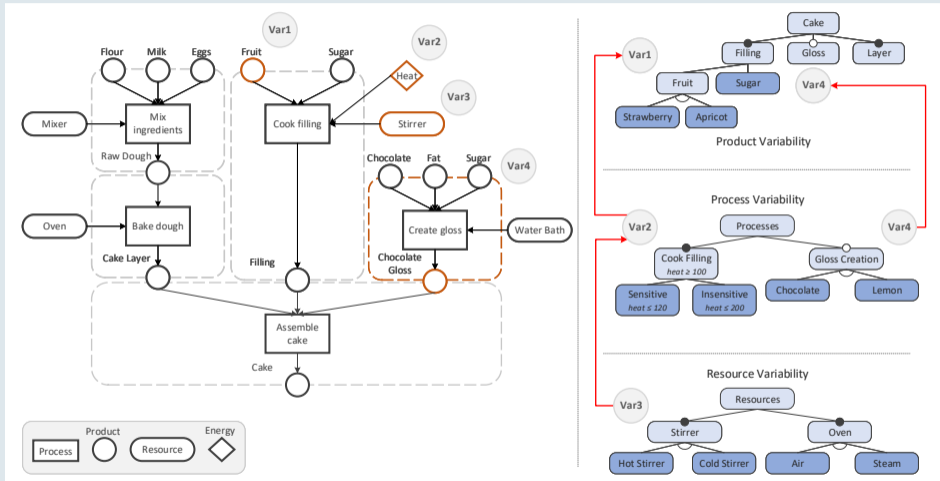 Var1
Var2
Flour
Milk
Eggs
Fruit
Sugar
Heat
Var3
Mixer
Mix
ingredients
Cook filling
Stirrer
Raw Dough
Chocolate
Fat
Sugar
Var4
Oven
Bake dough
Create gloss
Water Bath
Cake Layer
Filling
Chocolate
Gloss
Assemble
cake
Cake
Product
Energy
Process
Resource
Cake
Var1
Filling
Gloss
Layer
Fruit
Sugar
Var4
Strawberry
Apricot
Product Variability
Process Variability
Var2
Processes
Var4
Cook Filling
heat ≥ 100
Gloss Creation
Sensitive
heat ≤ 120
Insensitive
heat ≤ 200
Chocolate
Lemon
Resource Variability
Var3
Resources
Stirrer
Oven
Hot Stirrer
Cold Stirrer
Air
Steam